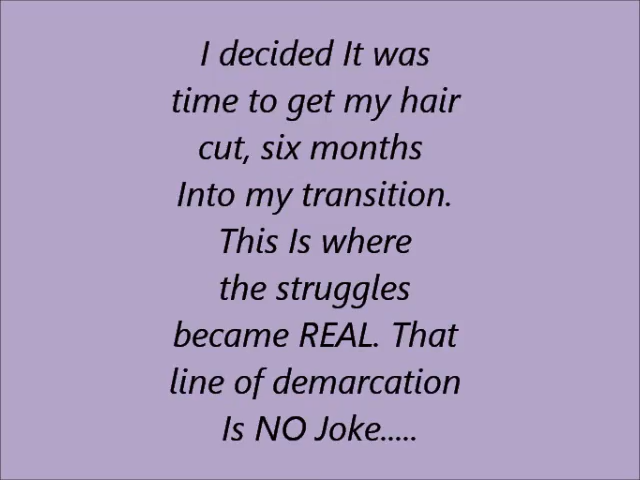 I decided It was
time to get my hair
cut, six months
Into my transition.
This Is where
the struggles
became REAL. That
line of demarcation
Is NO Joke.....